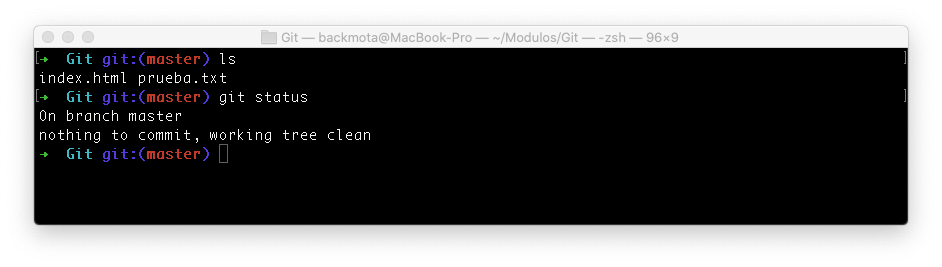 Git — backmota@MacBook-Pro — ~/Modulos/Git — -zsh — 96×9
[➜  Git git:(master) ls ]
index.html prueba.txt
[➜  Git git:(master) git status ]
On branch master
nothing to commit, working tree clean
➜  Git git:(master)